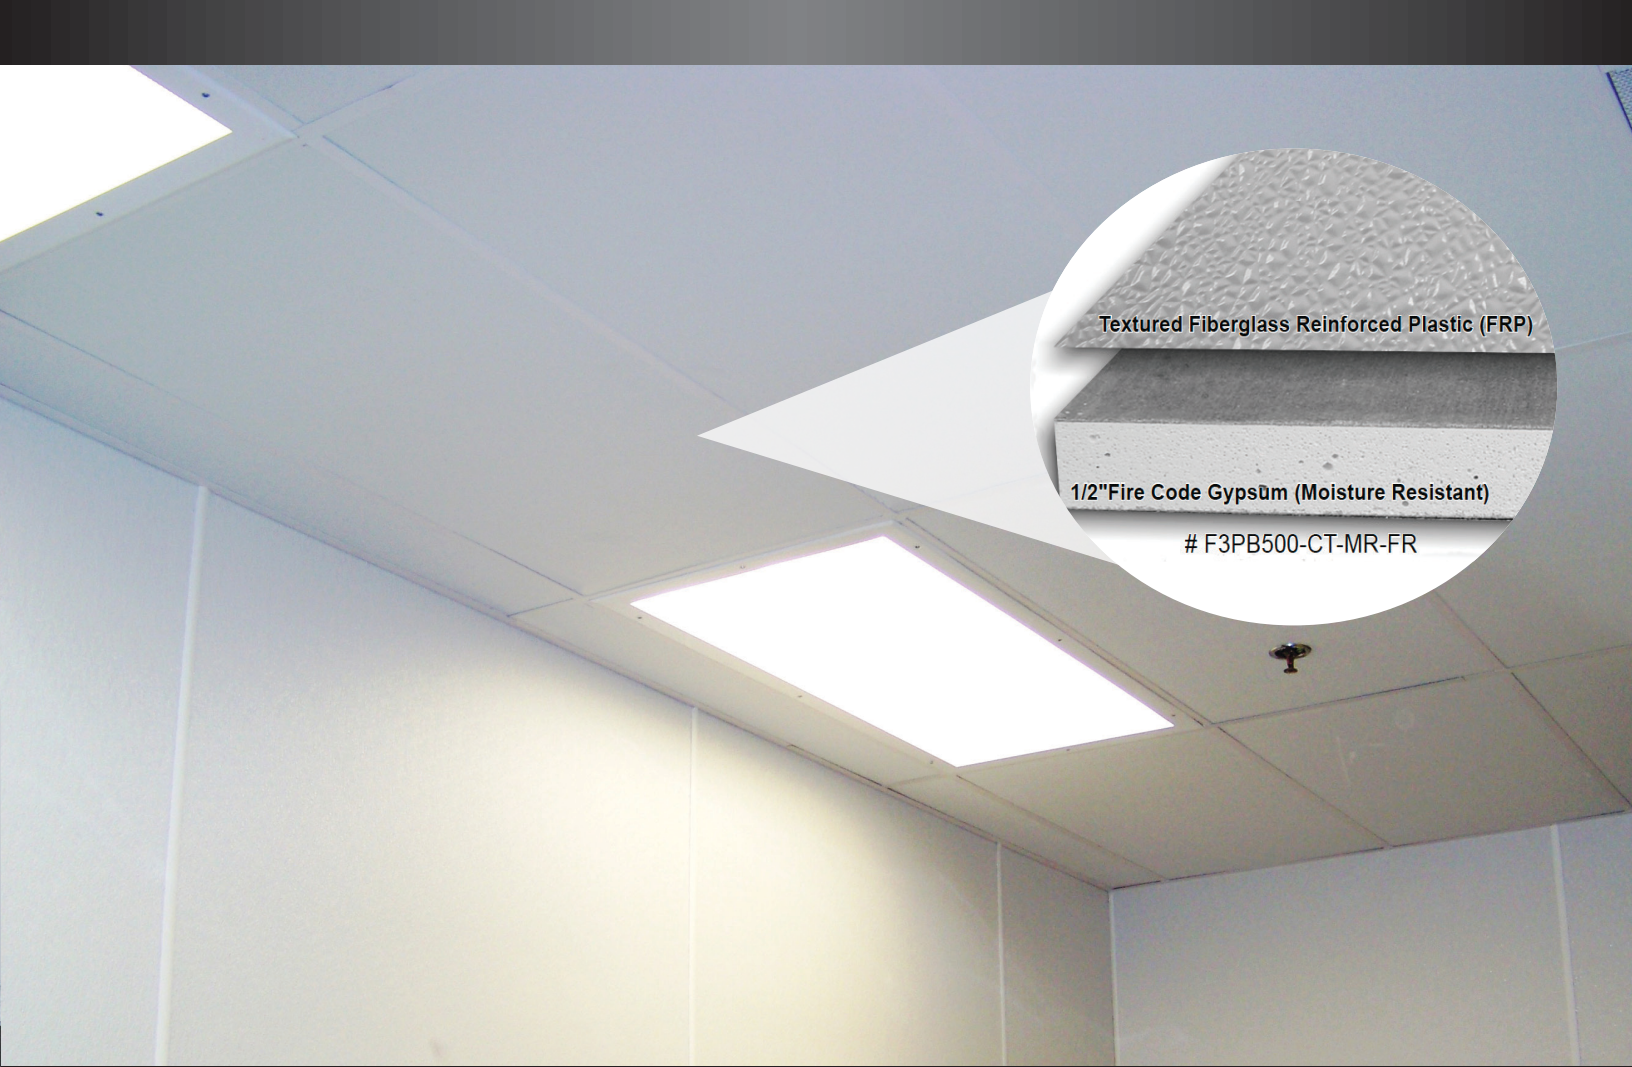 Textured Fiberglass Reinforced Plastic (FRP)
1/2"Fire Code Gypsum (Moisture Resistant)
# F3PB500-CT-MR-FR